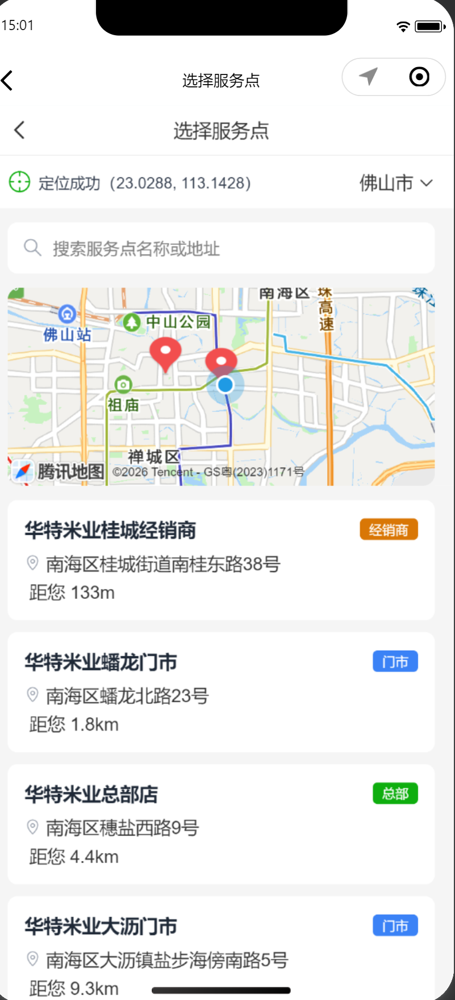 15:01
选择服务点
选择服务点
定位成功（23.0288, 113.1428）
佛山市
搜索服务点名称或地址
南海区
珠高速
佛山站
中山公园
祖庙
禅城区
腾讯地图
©2026 Tencent - GS粤(2023)1171号
华特米业桂城经销商
经销商
南海区桂城街道南桂东路38号
距您 133m
华特米业蟠龙门市
门市
南海区蟠龙北路23号
距您 1.8km
华特米业总部店
总部
南海区穗盐西路9号
距您 4.4km
华特米业大沥门市
门市
南海区大沥镇盐步海傍南路5号
距您 9.3km